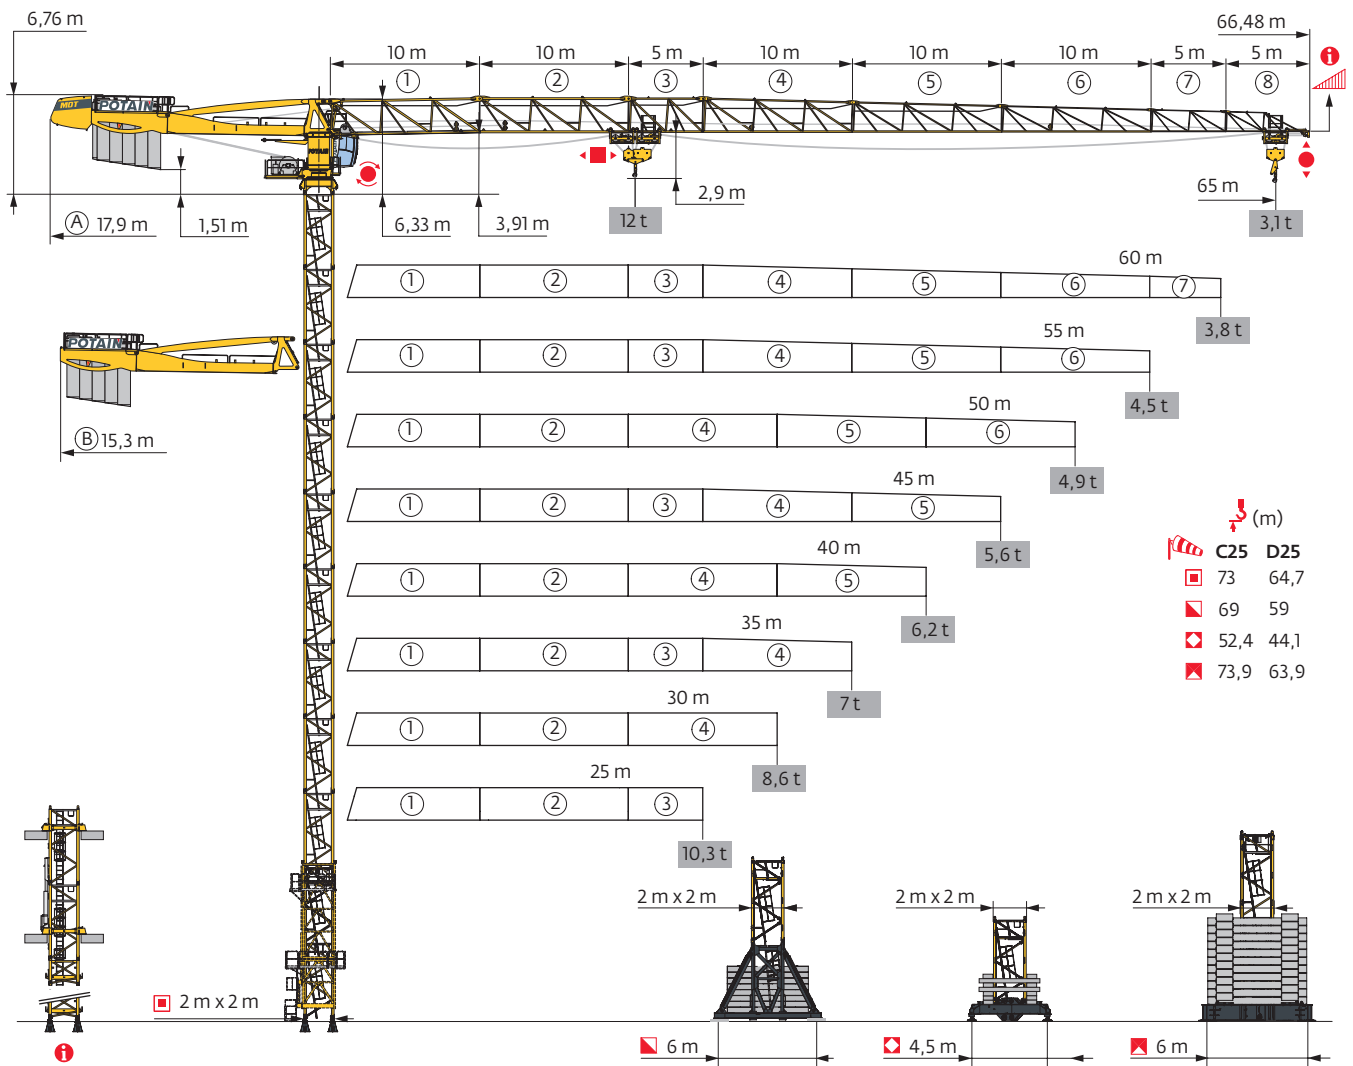 6,76 m
66,48 m
10 m 10 m 5 m 10 m 10 m 10 m 5 m 5 m
1 2 3 4 5 6 7 8
i
MDT POTAIN
POTAIN
2,9 m
65 m
A 17,9 m
1,51 m
6,33 m
3,91 m
12 t
3,1 t
60 m
1 2 3 4 5 6 7
3,8 t
55 m
POTAIN
1 2 3 4 5 6
4,5 t
50 m
B 15,3 m
1 2 4 5 6
4,9 t
45 m
1 2 3 4 5
5,6 t
(m)
C25 D25
73 64,7
69 59
52,4 44,1
73,9 63,9
40 m
1 2 4 5
6,2 t
35 m
1 2 3 4
7 t
30 m
1 2 4
8,6 t
25 m
1 2 3
10,3 t
2 m x 2 m
2 m x 2 m
2 m x 2 m
2 m x 2 m
i
6 m
4,5 m
6 m